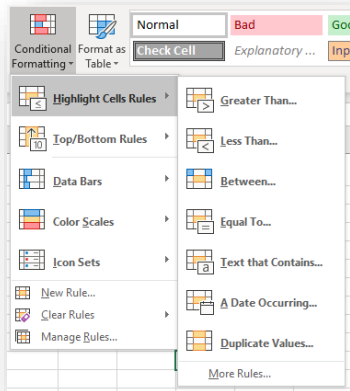 Conditional
Formatting
Format as
Table
Normal
Bad
Check Cell
Explanatory ...
Highlight Cells Rules
Top/Bottom Rules
Data Bars
Color Scales
Icon Sets
New Rule...
Clear Rules
Manage Rules...
Greater Than...
Less Than...
Between...
Equal To...
Text that Contains...
A Date Occurring...
Duplicate Values...
More Rules...